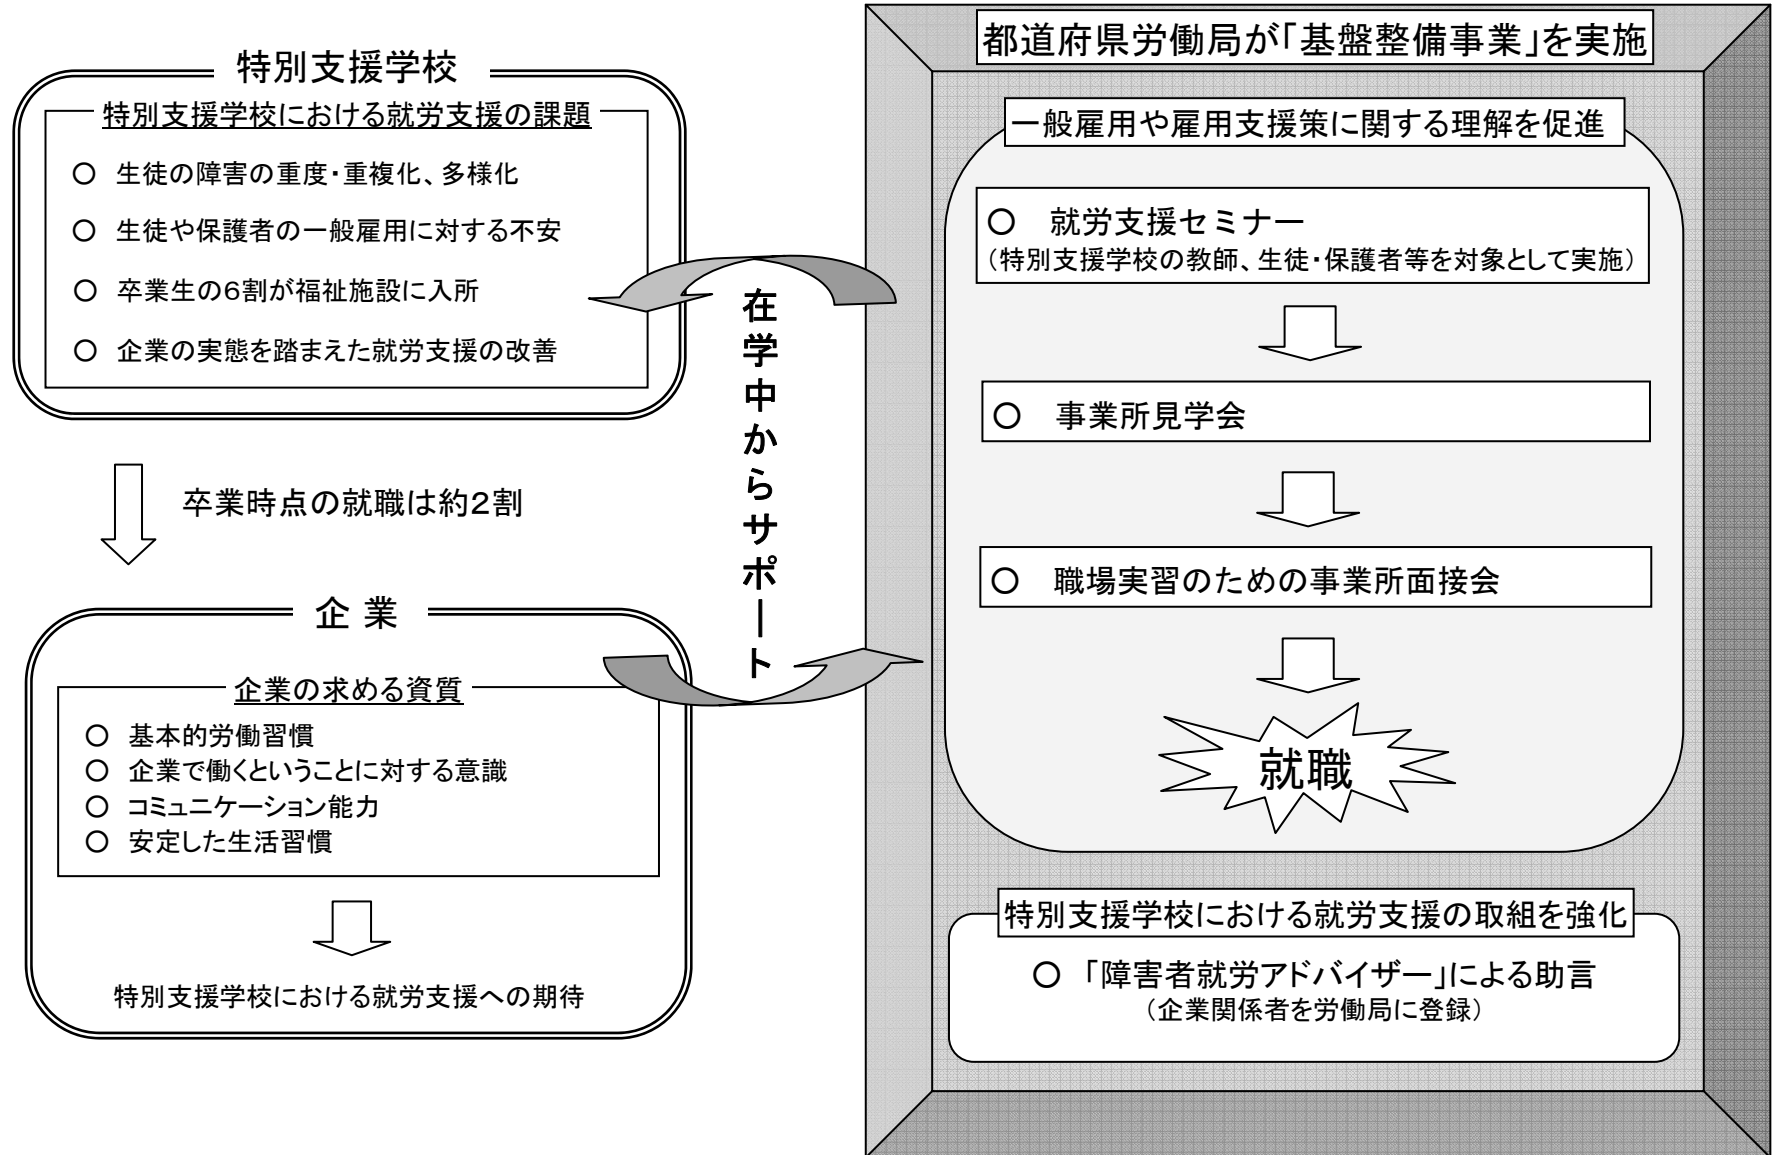 特別支援学校
特別支援学校における就労支援の課題
○ 生徒の障害の重度・重複化、多様化
○ 生徒や保護者の一般雇用に対する不安
○ 卒業生の6割が福祉施設に入所
○ 企業の実態を踏まえた就労支援の改善
卒業時点の就職は約2割
企業
企業の求める資質
○ 基本的労働習慣
○ 企業で働くということに対する意識
○ コミュニケーション能力
○ 安定した生活習慣
特別支援学校における就労支援への期待
在学中からサポート
都道府県労働局が「基盤整備事業」を実施
一般雇用や雇用支援策に関する理解を促進
○ 就労支援セミナー
(特別支援学校の教師、生徒・保護者等を対象として実施)
○ 事業所見学会
○ 職場実習のための事業所面接会
就職
特別支援学校における就労支援の取組を強化
○ 「障害者就労アドバイザー」による助言
(企業関係者を労働局に登録)